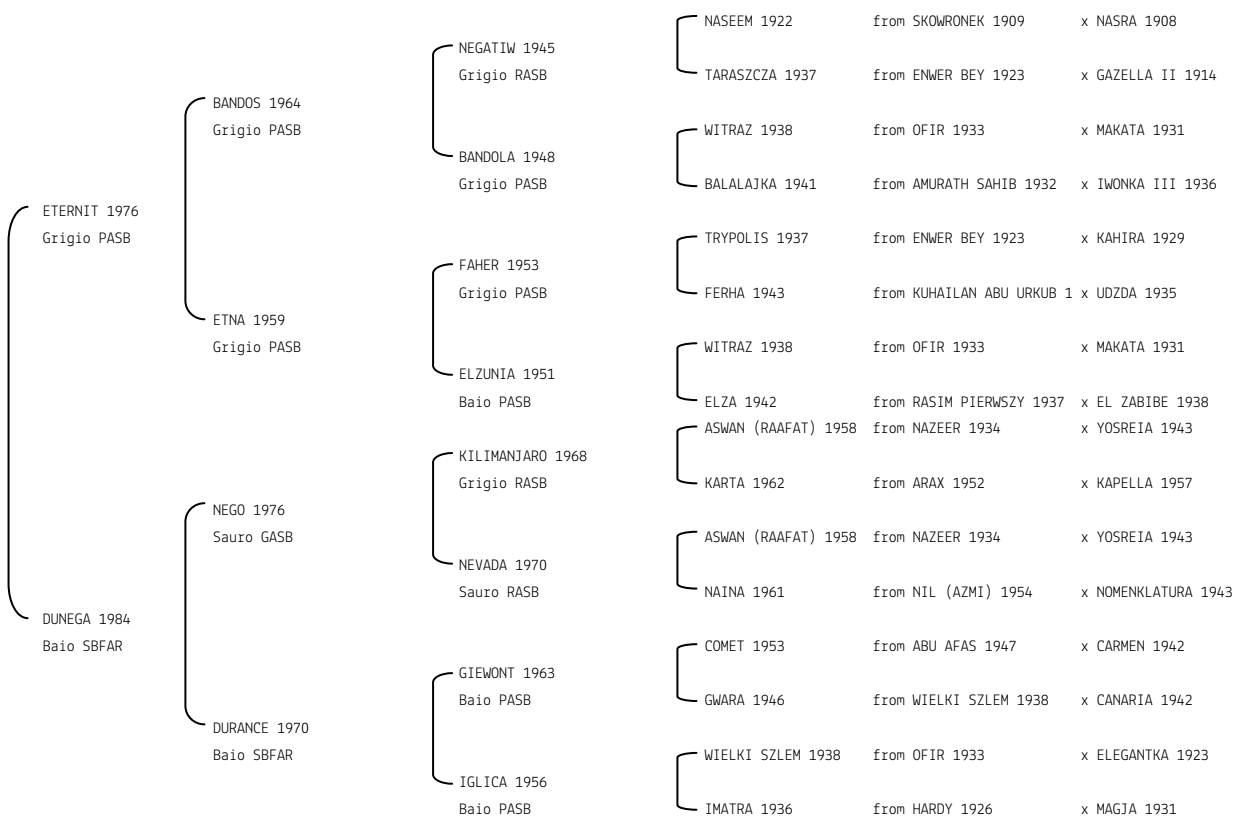 NASEEM 1922 from SKOWRONEK 1909 x NASRA 1908
NEGATIW 1945
Grigio RASB
TARASZCZA 1937 from ENWER BEY 1923 x GAZELLA II 1914
BANDOS 1964
Grigio PASB
WITRAZ 1938 from OFIR 1933 x MAKATA 1931
BANDOLA 1948
Grigio PASB
BALALAJKA 1941 from AMURATH SAHIB 1932 x IWONKA III 1936
ETERNIT 1976
Grigio PASB
TRYPOLIS 1937 from ENWER BEY 1923 x KAHIRA 1929
FAHER 1953
Grigio PASB
FERHA 1943 from KUHAILAN ABU URKUB 1 x UDZDA 1935
ETNA 1959
Grigio PASB
WITRAZ 1938 from OFIR 1933 x MAKATA 1931
ELZUNIA 1951
Baio PASB
ELZA 1942 from RASIM PIERWSZY 1937 x EL ZABIBE 1938
ASWAN (RAAFAT) 1958 from NAZEER 1934 x YOSREIA 1943
KILIMANJARO 1968
Grigio RASB
KARTA 1962 from ARAX 1952 x KAPELLA 1957
NEGO 1976
Sauro GASB
ASWAN (RAAFAT) 1958 from NAZEER 1934 x YOSREIA 1943
NEVADA 1970
Sauro RASB
NAINA 1961 from NIL (AZMI) 1954 x NOMENKLATURA 1943
DUNEGA 1984
Baio SBFAR
COMET 1953 from ABU AFAS 1947 x CARMEN 1942
GIEWONT 1963
Baio PASB
GWARA 1946 from WIELKI SZLEM 1938 x CANARIA 1942
DURANCE 1970
Baio SBFAR
WIELKI SZLEM 1938 from OFIR 1933 x ELEGANTKA 1923
IGLICA 1956
Baio PASB
IMATRA 1936 from HARDY 1926 x MAGJA 1931